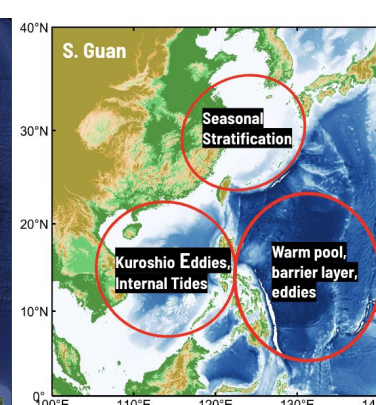 40°N
S. Guan
Seasonal
Stratification
30°N
20°N
Kuroshio Eddies,
Internal Tides
Warm pool,
barrier layer,
eddies
10°N
0°
100°E
110°E
120°E
130°E